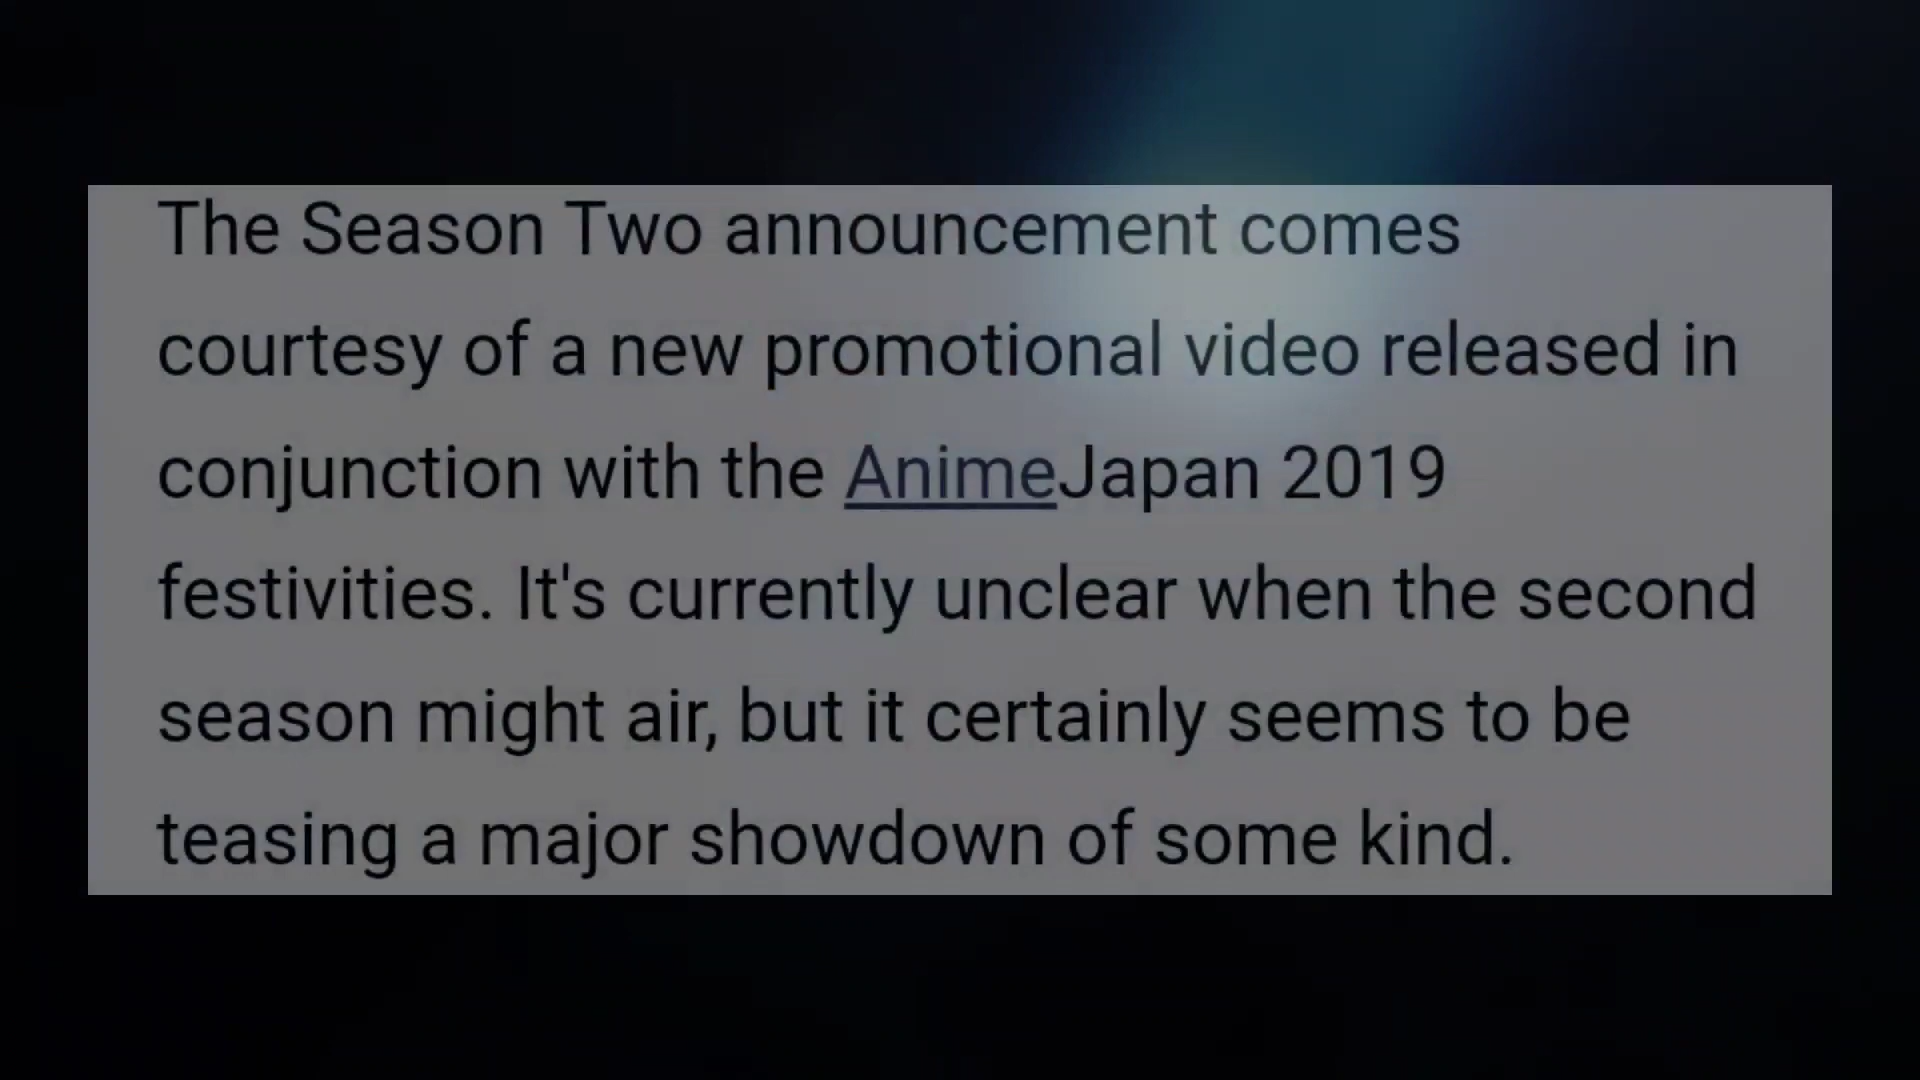 The Season Two announcement comes
courtesy of a new promotional video released in
conjunction with the AnimeJapan 2019
festivities. It's currently unclear when the second
season might air, but it certainly seems to be
teasing a major showdown of some kind.